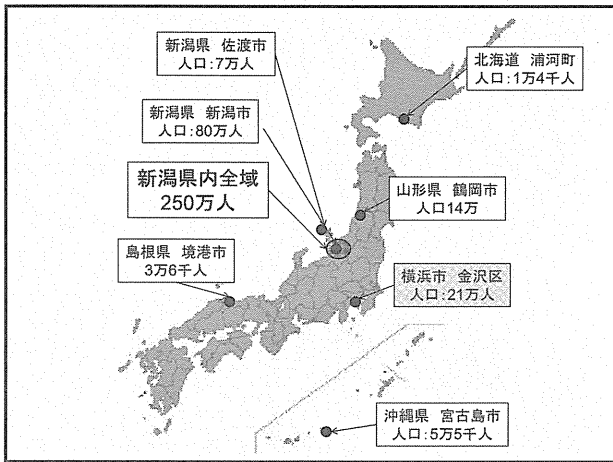 新潟県 佐渡市
人口:7万人
北海道 浦河町
人口:1万4千人
新潟県 新潟市
人口:80万人
新潟県内全域
250万人
山形県 鶴岡市
人口14万
島根県 境港市
3万6千人
横浜市 金沢区
人口:21万人
沖縄県 宮古島市
人口:5万5千人